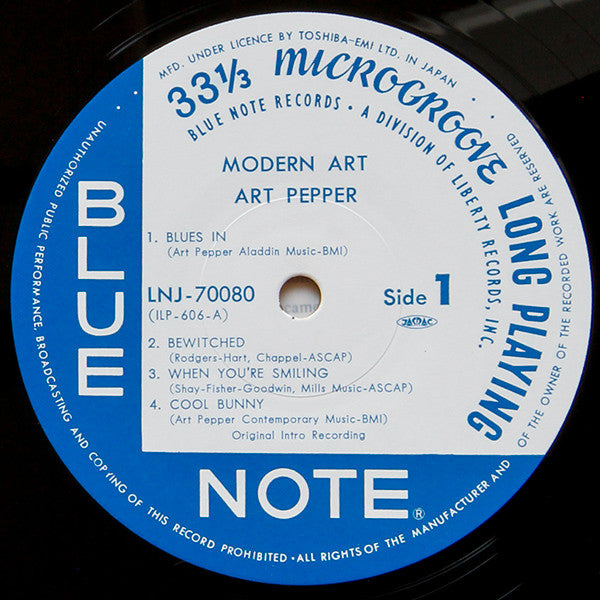 MFD. UNDER LICENCE BY TOSHIBA-EMI LTD. IN JAPAN
33⅓ MICROGROOVE LONG PLAYING
BLUE NOTE RECORDS • A DIVISION OF LIBERTY RECORDS, INC.
MODERN ART
ART PEPPER
1. BLUES IN
(Art Pepper Aladdin Music-BMI)
LNJ-70080
(ILP-606-A)
Side 1
JASRAC
2. BEWITCHED
(Rodgers-Hart, Chappel-ASCAP)
3. WHEN YOU'RE SMILING
(Shay-Fisher-Goodwin, Mills Music-ASCAP)
4. COOL BUNNY
(Art Pepper Contemporary Music-BMI)
Original Intro Recording
BLUE
NOTE®
UNAUTHORIZED PUBLIC PERFORMANCE, BROADCASTING AND COPYING OF THIS RECORD PROHIBITED • ALL RIGHTS OF THE MANUFACTURER AND OF THE OWNER OF THE RECORDED WORK ARE RESERVED